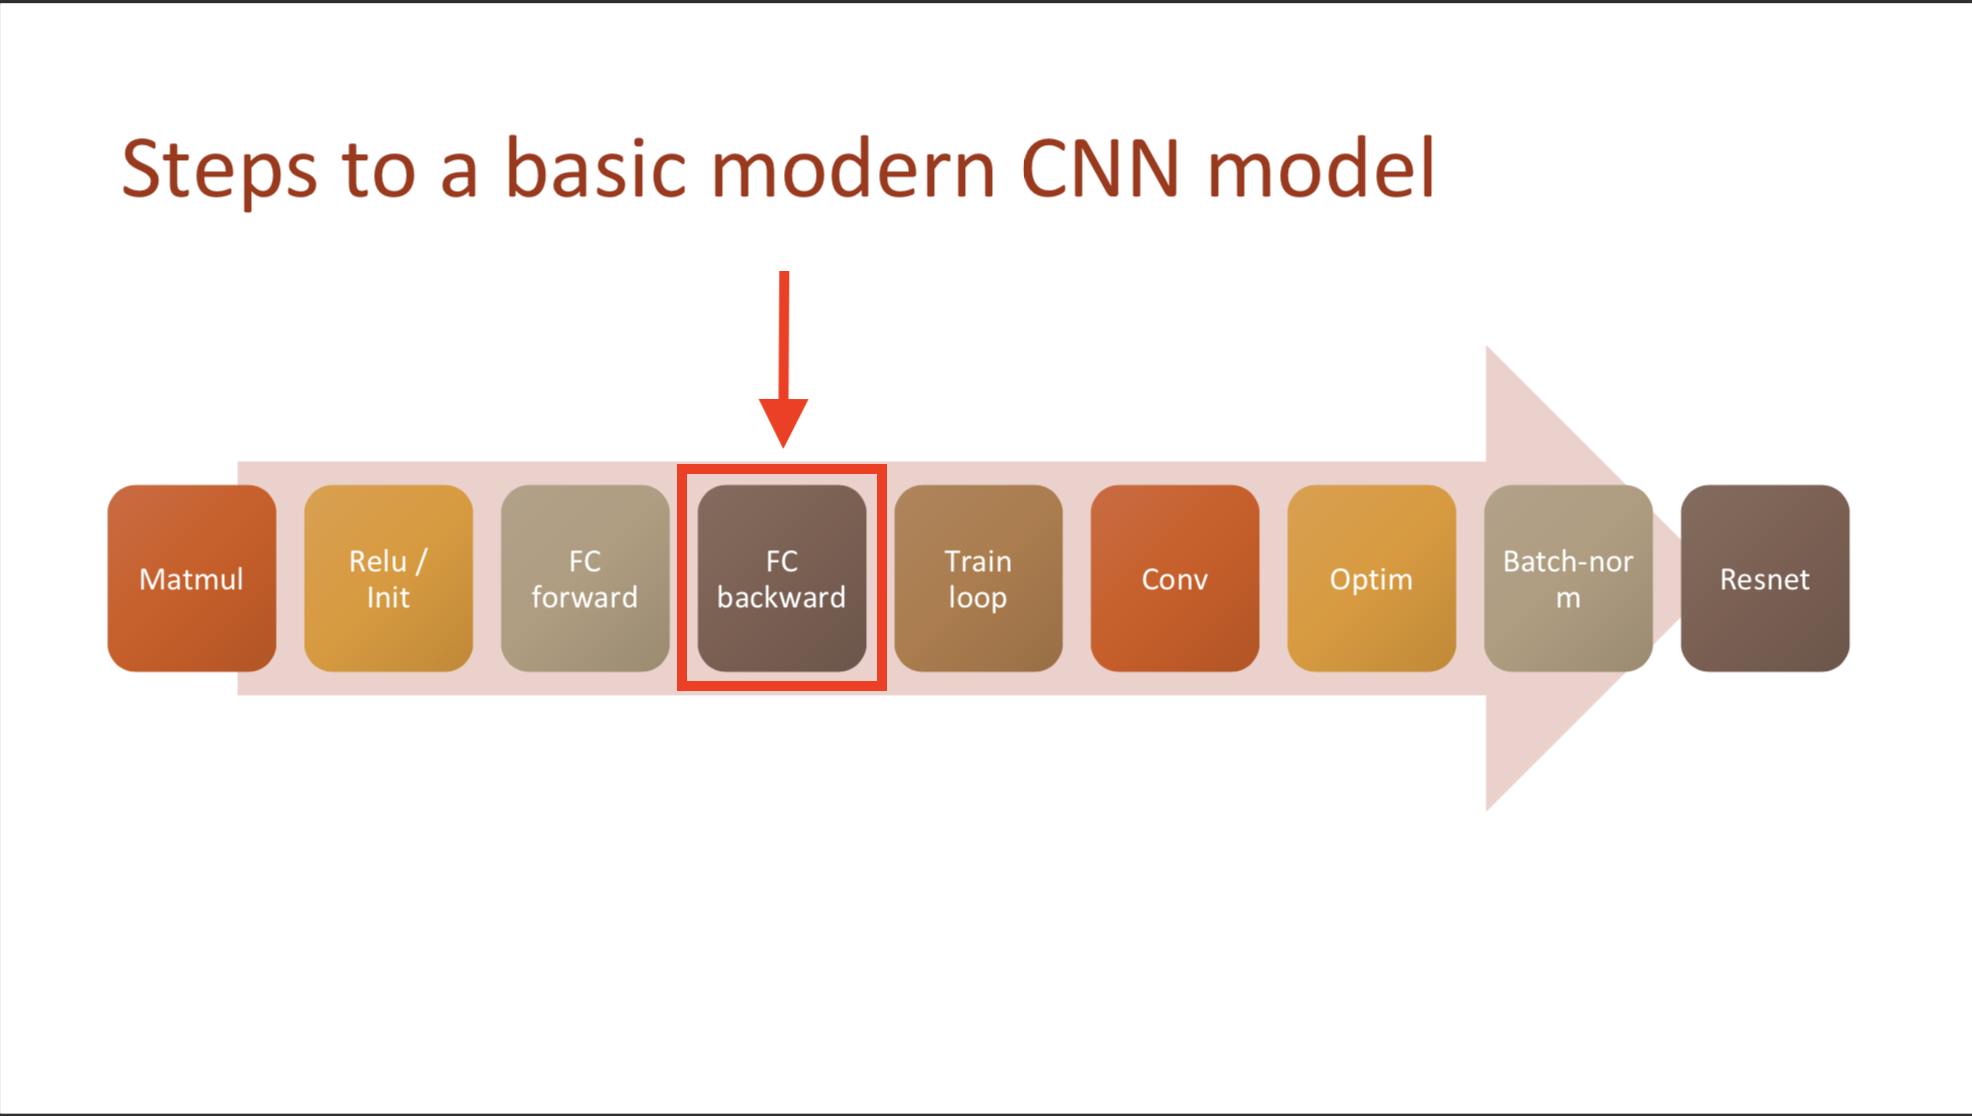 Steps to a basic modern CNN model
Matmul
Relu /
Init
FC
forward
FC
backward
Train
loop
Conv
Optim
Batch-nor
m
Resnet